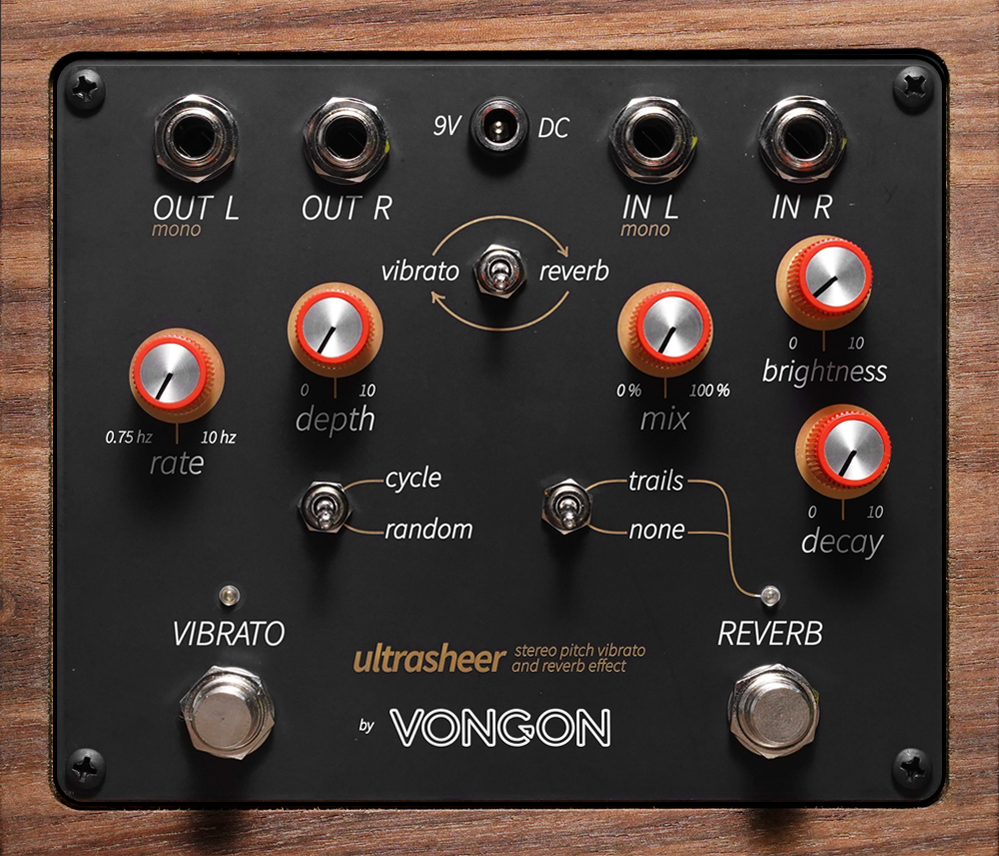 9V DC
OUT L
mono
OUT R
IN L
mono
IN R
vibrato
reverb
0 10
brightness
0 10
depth
0% 100%
mix
0.75 hz 10 hz
rate
cycle
random
trails
none
0 10
decay
VIBRATO
REVERB
ultrasheer
stereo pitch vibrato
and reverb effect
by VONGON